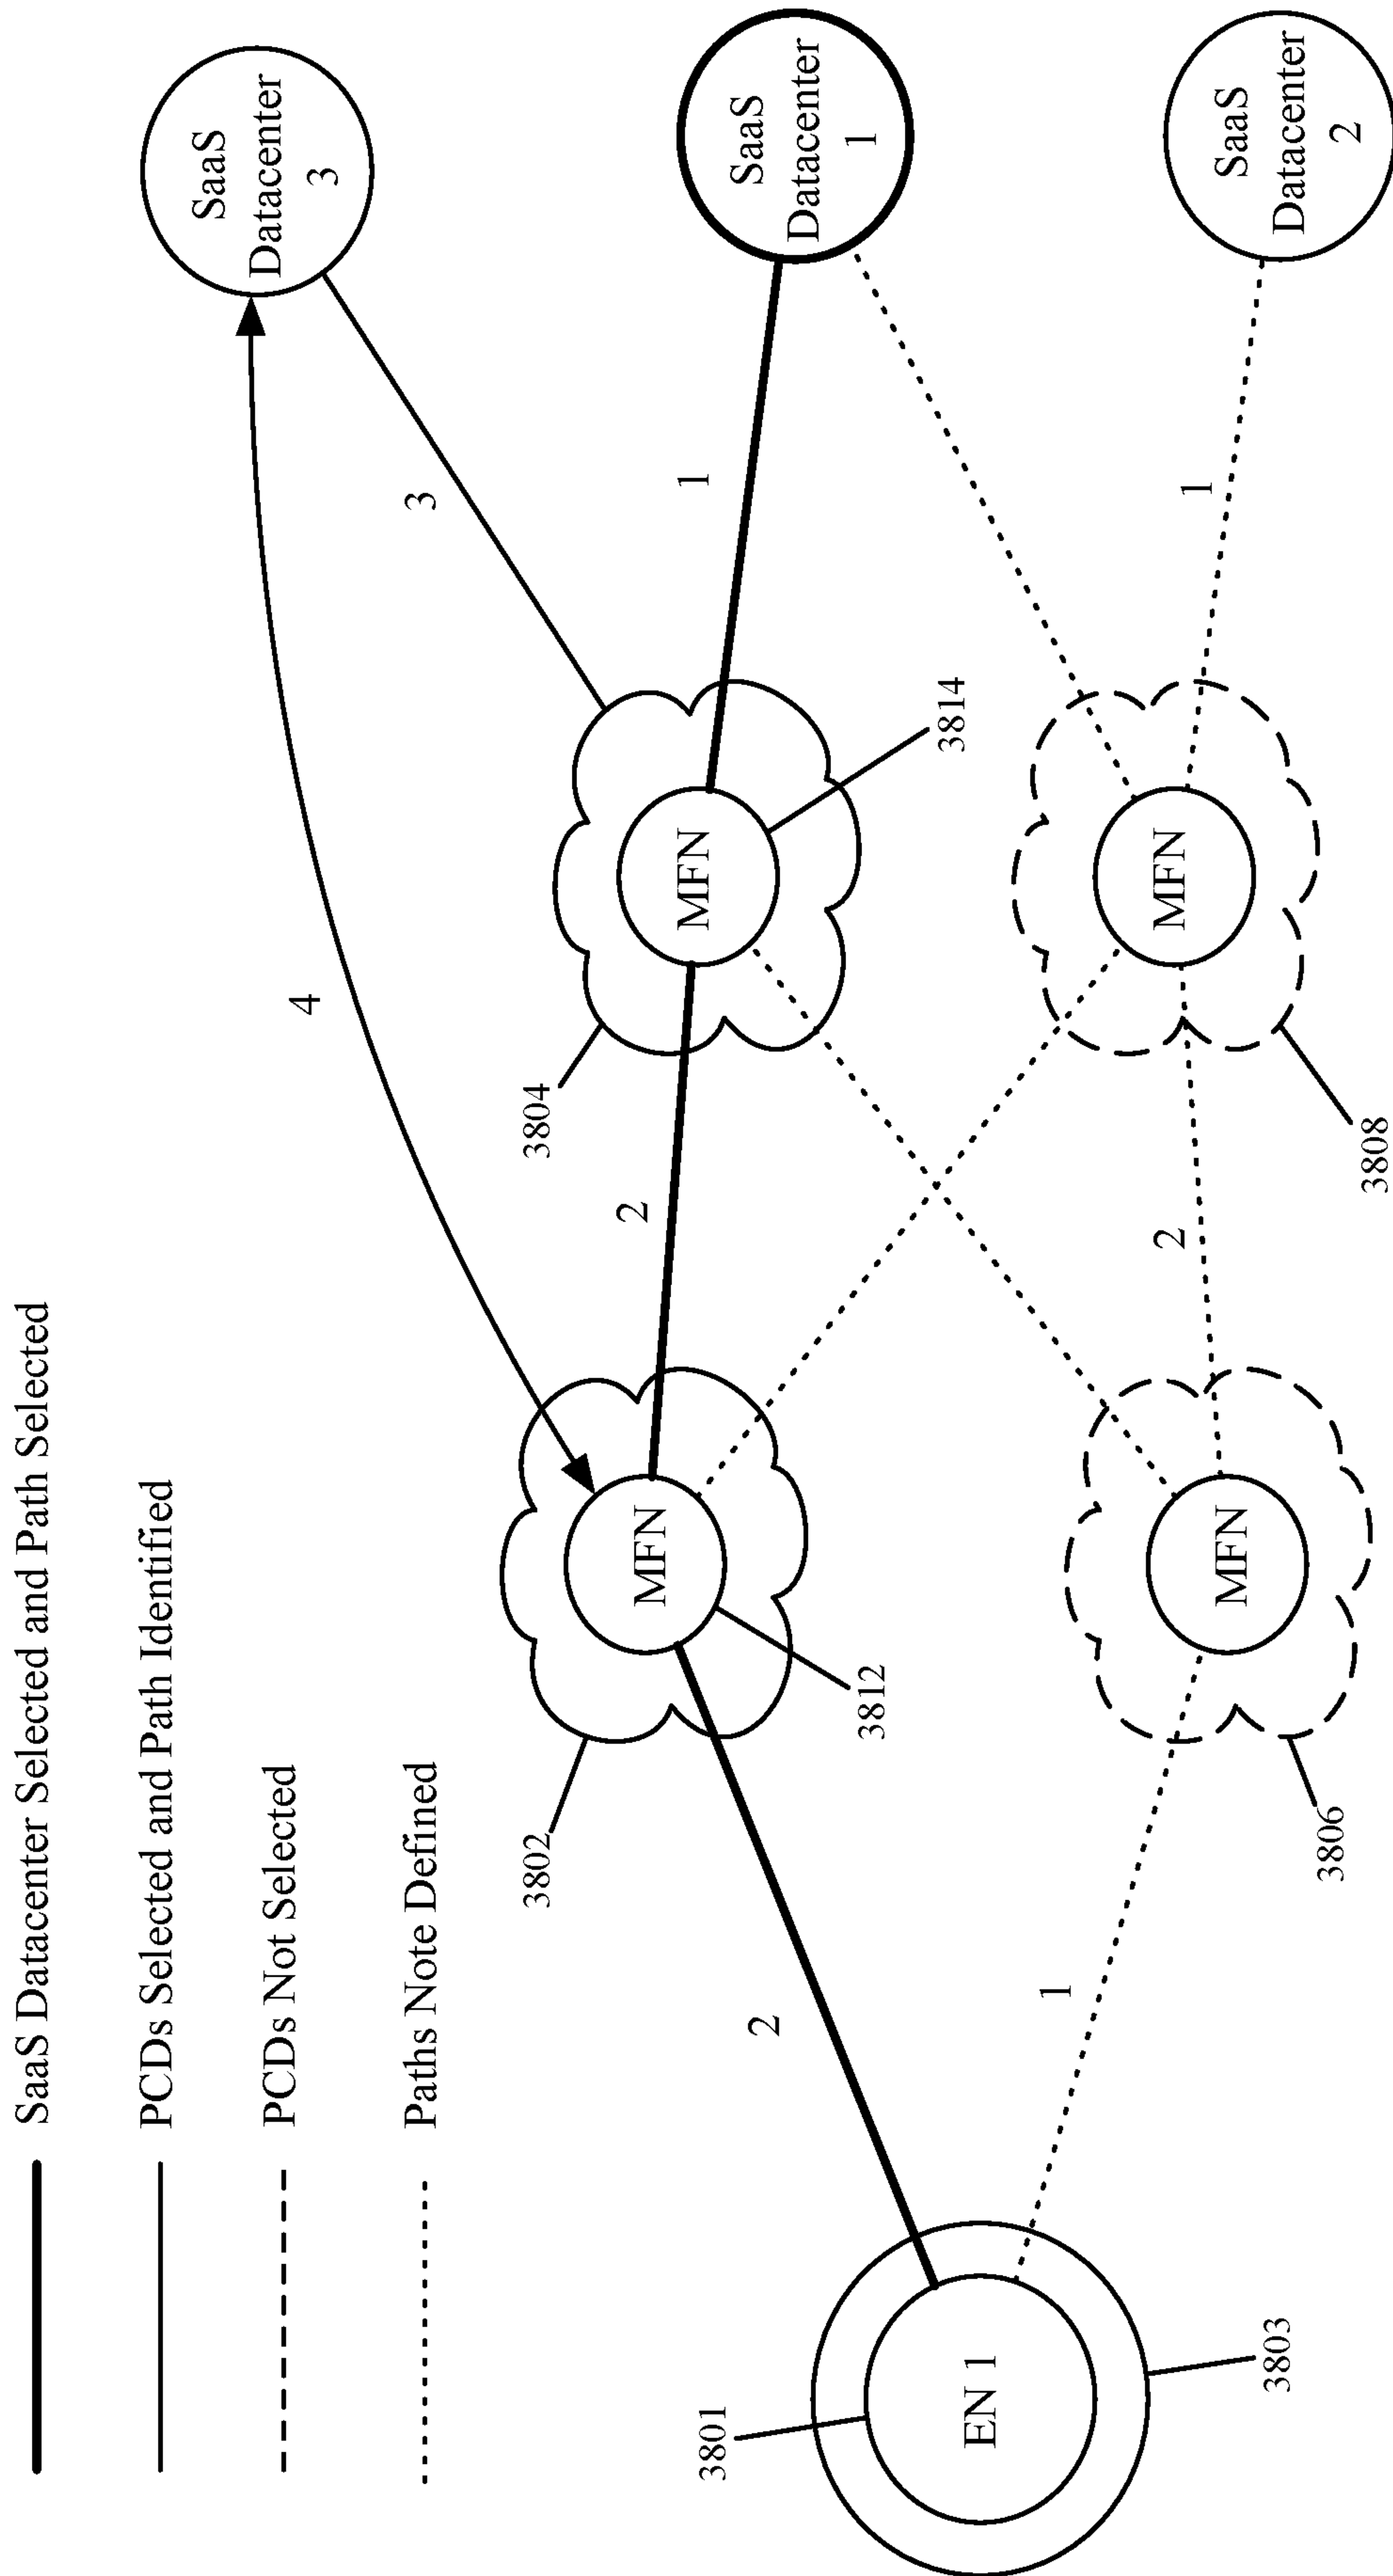 SaaS Datacenter Selected and Path Selected
PCDs Selected and Path Identified
PCDs Not Selected
Paths Note Defined
SaaS
Datacenter
3
4
3
3802
3804
MFN
MFN
2
1
SaaS
Datacenter
1
2
3812
3814
3801
EN 1
3803
1
MFN
2
MFN
1
SaaS
Datacenter
2
3806
3808